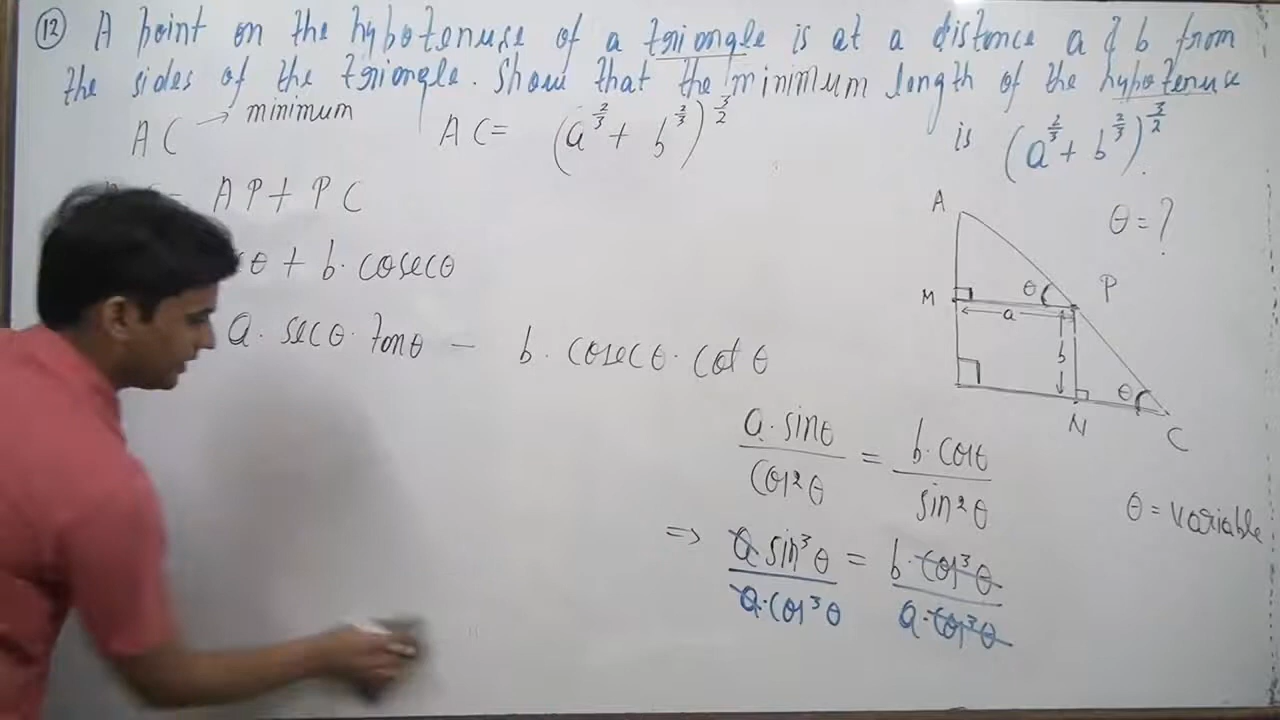 12 A point on the hypotenuse of a triangle is at a distance a & b from
the sides of the triangle. Show that the minimum length of the hypotenuse
is (a^{2/3} + b^{2/3})^{3/2}.
AC → minimum
AC = (a^{2/3} + b^{2/3})^{3/2}
= AP + PC
θ + b. cosecθ
a. secθ. tanθ - b. cosecθ. cot θ
A
θ = ?
M
θ
P
a
b
θ
N
C
a. sinθ / cos²θ = b. cosθ / sin²θ
θ = variable
⇒ a sin³θ / a. cos³θ = b. cos³θ / a. cos³θ